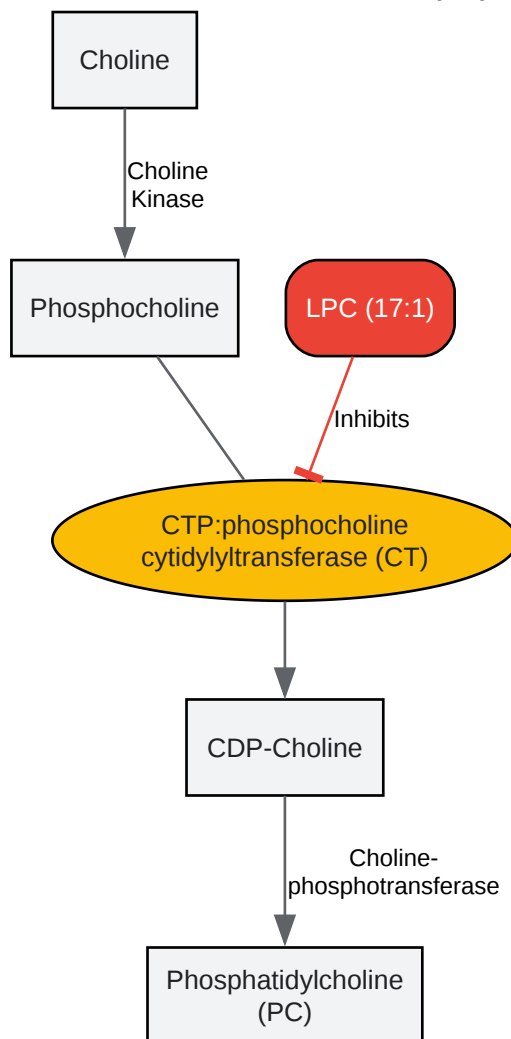 Choline
Choline
Kinase
Phosphocholine
LPC (17:1)
Inhibits
CTP:phosphocholine
cytidylyltransferase (CT)
CDP-Choline
Choline-
phosphotransferase
Phosphatidylcholine
(PC)